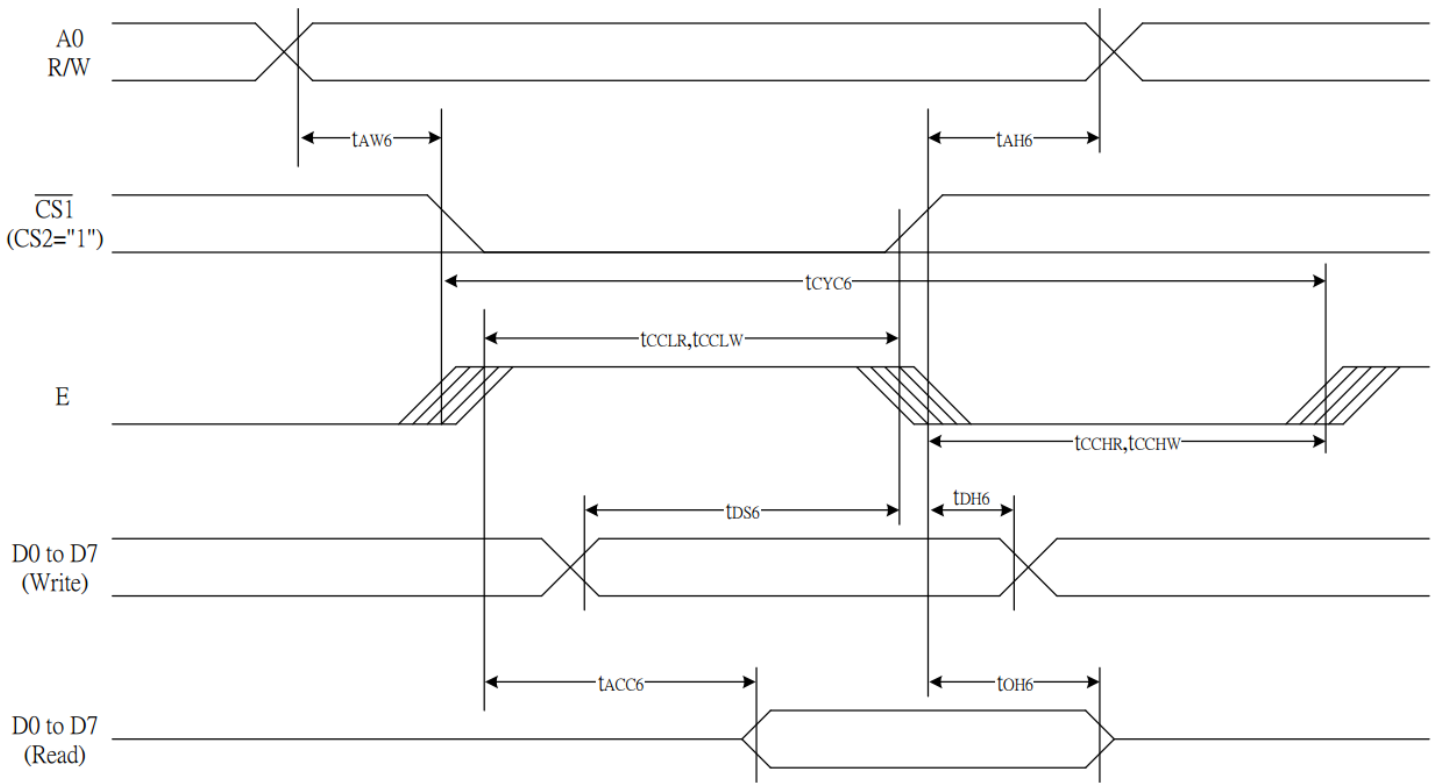 A0
R/W
tAW6
tAH6
CS1
(CS2="1")
tCYC6
tCCLR,tCCLW
E
tCCHR,tCCHW
tDS6
tDH6
D0 to D7
(Write)
tACC6
tOH6
D0 to D7
(Read)